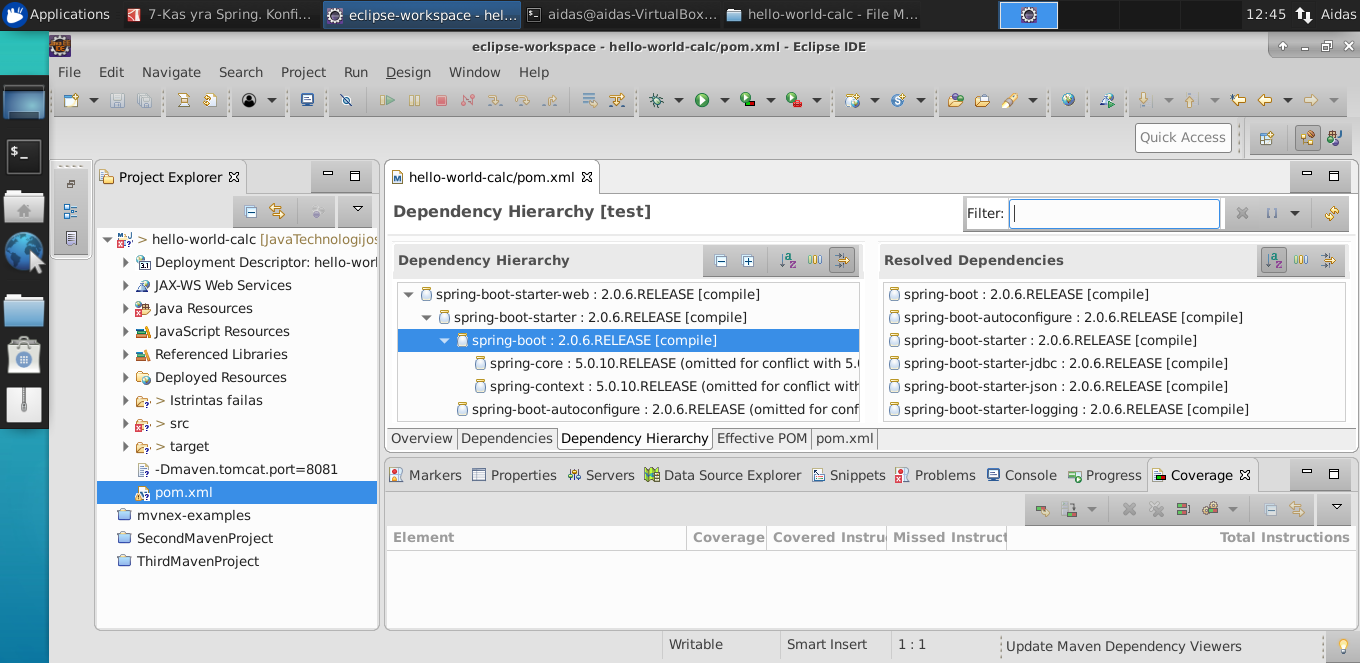 Applications
7-Kas yra Spring. Konfi...
eclipse-workspace - hel...
aidas@aidas-VirtualBox...
hello-world-calc - File M...
12:45
Aidas
eclipse-workspace - hello-world-calc/pom.xml - Eclipse IDE
File Edit Navigate Search Project Run Design Window Help
Quick Access
Project Explorer
hello-world-calc/pom.xml
Dependency Hierarchy [test]
Filter:
> hello-world-calc [JavaTechnologijos
Deployment Descriptor: hello-worl
JAX-WS Web Services
Java Resources
JavaScript Resources
Referenced Libraries
Deployed Resources
> Istrintas failas
> src
> target
-Dmaven.tomcat.port=8081
pom.xml
mvnex-examples
SecondMavenProject
ThirdMavenProject
Dependency Hierarchy
spring-boot-starter-web : 2.0.6.RELEASE [compile]
spring-boot-starter : 2.0.6.RELEASE [compile]
spring-boot : 2.0.6.RELEASE [compile]
spring-core : 5.0.10.RELEASE (omitted for conflict with 5.0
spring-context : 5.0.10.RELEASE (omitted for conflict with
spring-boot-autoconfigure : 2.0.6.RELEASE (omitted for conf
Resolved Dependencies
spring-boot : 2.0.6.RELEASE [compile]
spring-boot-autoconfigure : 2.0.6.RELEASE [compile]
spring-boot-starter : 2.0.6.RELEASE [compile]
spring-boot-starter-jdbc : 2.0.6.RELEASE [compile]
spring-boot-starter-json : 2.0.6.RELEASE [compile]
spring-boot-starter-logging : 2.0.6.RELEASE [compile]
Overview Dependencies Dependency Hierarchy Effective POM pom.xml
Markers Properties Servers Data Source Explorer Snippets Problems Console Progress Coverage
Element Coverage Covered Instru Missed Instruct Total Instructions
Writable Smart Insert 1 : 1 Update Maven Dependency Viewers